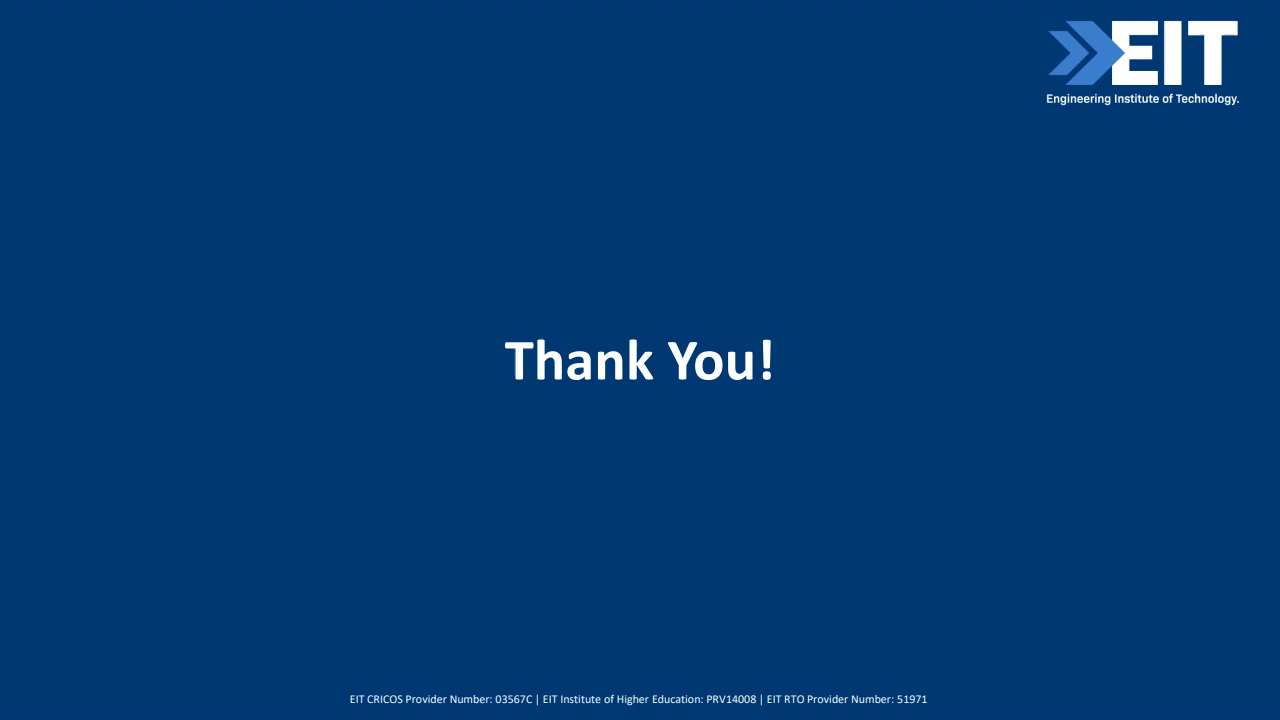 EIT
Engineering Institute of Technology.
Thank You!
EIT CRICOS Provider Number: 03567C | EIT Institute of Higher Education: PRV14008 | EIT RTO Provider Number: 51971